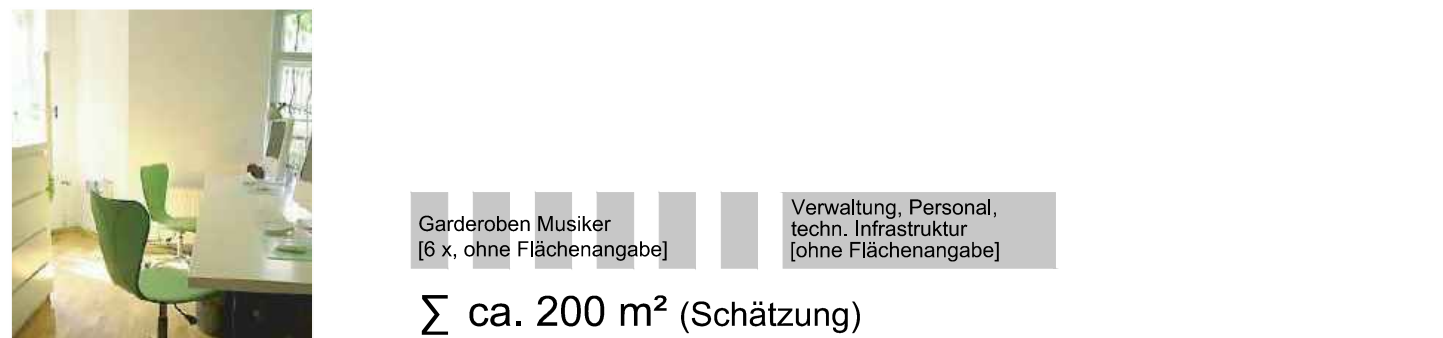 Garderoben Musiker
[6 x, ohne Flächenangabe]
Verwaltung, Personal,
techn. Infrastruktur
[ohne Flächenangabe]
∑ ca. 200 m² (Schätzung)